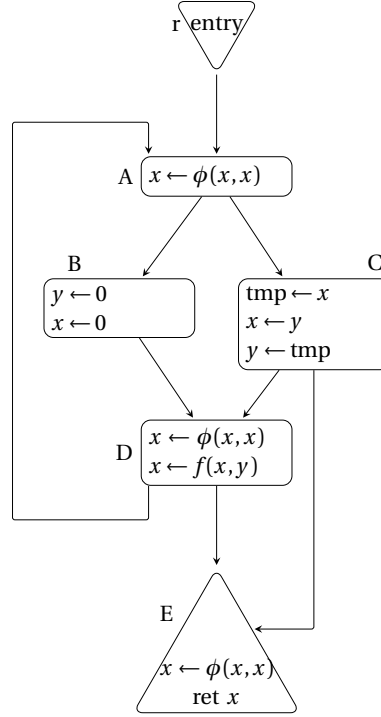 r entry
A x ← ϕ(x, x)
B
y ← 0
x ← 0
C
tmp ← x
x ← y
y ← tmp
D
x ← ϕ(x, x)
x ← f(x, y)
E
x ← ϕ(x, x)
ret x